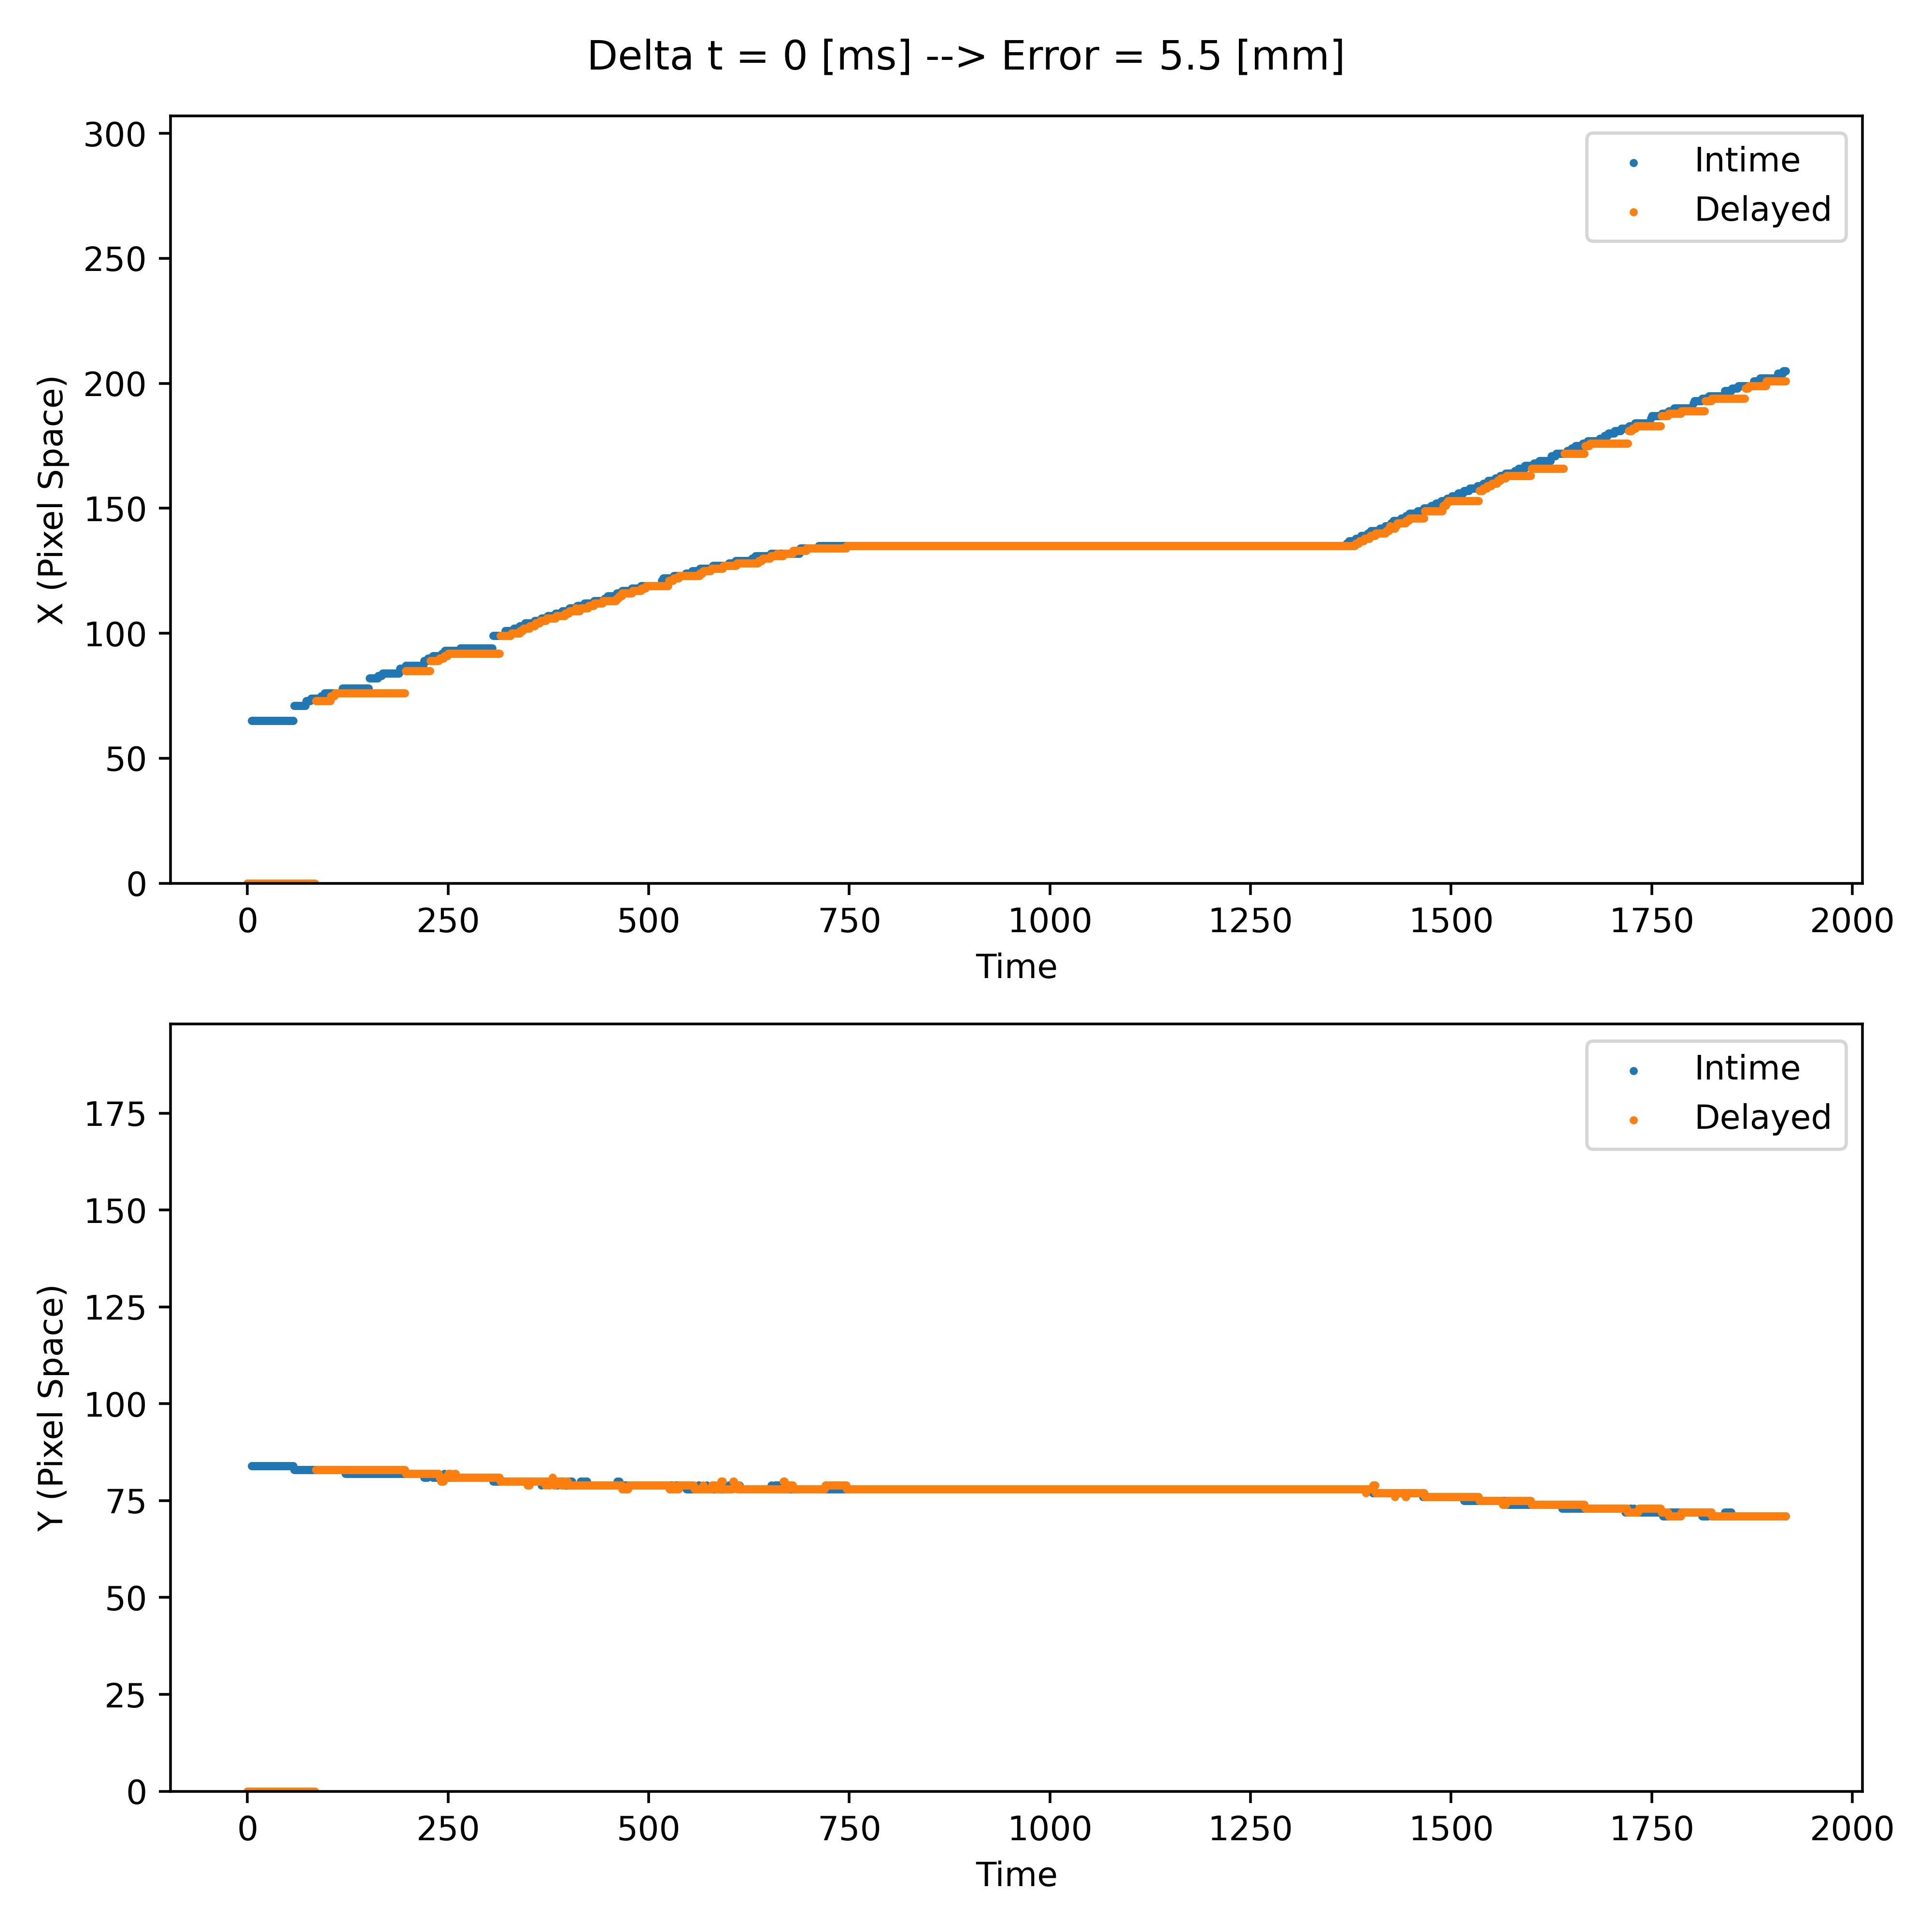 Delta t = 0 [ms] --> Error = 5.5 [mm]
300
250
200
150
100
50
0
X (Pixel Space)
Intime
Delayed
0 250 500 750 1000 1250 1500 1750 2000
Time
175
150
125
100
75
50
25
0
Y (Pixel Space)
Intime
Delayed
0 250 500 750 1000 1250 1500 1750 2000
Time